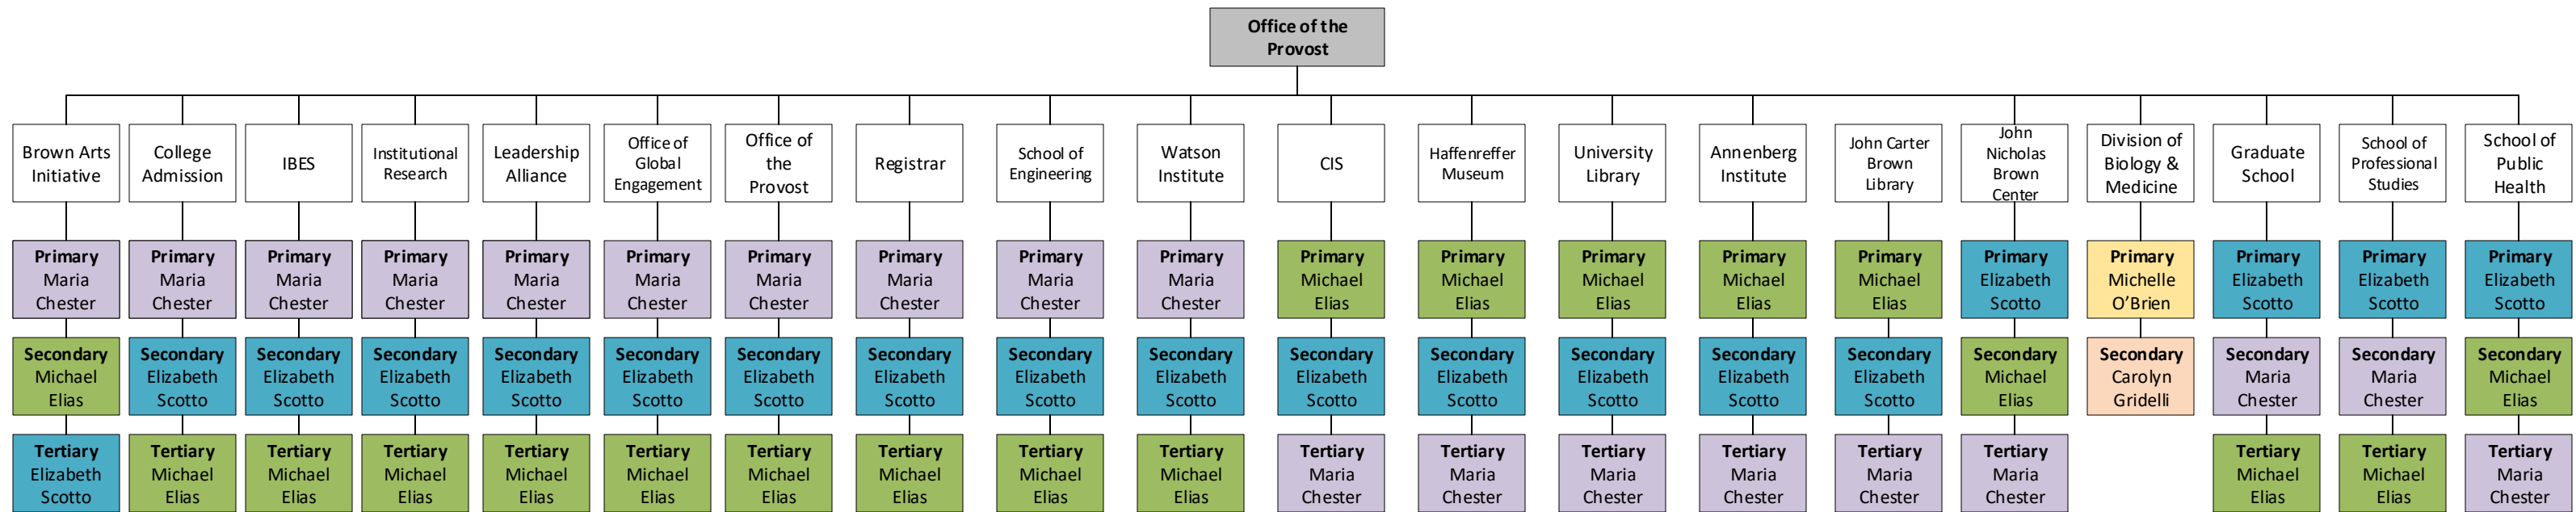 Office of the
Provost
Brown Arts
Initiative
College
Admission
IBES
Institutional
Research
Leadership
Alliance
Office of
Global
Engagement
Office of
the
Provost
Registrar
School of
Engineering
Watson
Institute
CIS
Haffenreffer
Museum
University
Library
Annenberg
Institute
John Carter
Brown
Library
John
Nicholas
Brown
Center
Division of
Biology &
Medicine
Graduate
School
School of
Professional
Studies
School of
Public
Health
Primary
Maria
Chester
Primary
Maria
Chester
Primary
Maria
Chester
Primary
Maria
Chester
Primary
Maria
Chester
Primary
Maria
Chester
Primary
Maria
Chester
Primary
Maria
Chester
Primary
Maria
Chester
Primary
Maria
Chester
Primary
Michael
Elias
Primary
Michael
Elias
Primary
Michael
Elias
Primary
Michael
Elias
Primary
Michael
Elias
Primary
Elizabeth
Scotto
Primary
Michelle
O’Brien
Primary
Elizabeth
Scotto
Primary
Elizabeth
Scotto
Primary
Elizabeth
Scotto
Secondary
Michael
Elias
Secondary
Elizabeth
Scotto
Secondary
Elizabeth
Scotto
Secondary
Elizabeth
Scotto
Secondary
Elizabeth
Scotto
Secondary
Elizabeth
Scotto
Secondary
Elizabeth
Scotto
Secondary
Elizabeth
Scotto
Secondary
Elizabeth
Scotto
Secondary
Elizabeth
Scotto
Secondary
Elizabeth
Scotto
Secondary
Elizabeth
Scotto
Secondary
Elizabeth
Scotto
Secondary
Elizabeth
Scotto
Secondary
Elizabeth
Scotto
Secondary
Michael
Elias
Secondary
Carolyn
Gridelli
Secondary
Maria
Chester
Secondary
Maria
Chester
Secondary
Michael
Elias
Tertiary
Elizabeth
Scotto
Tertiary
Michael
Elias
Tertiary
Michael
Elias
Tertiary
Michael
Elias
Tertiary
Michael
Elias
Tertiary
Michael
Elias
Tertiary
Michael
Elias
Tertiary
Michael
Elias
Tertiary
Michael
Elias
Tertiary
Michael
Elias
Tertiary
Maria
Chester
Tertiary
Maria
Chester
Tertiary
Maria
Chester
Tertiary
Maria
Chester
Tertiary
Maria
Chester
Tertiary
Maria
Chester
Tertiary
Michael
Elias
Tertiary
Michael
Elias
Tertiary
Maria
Chester